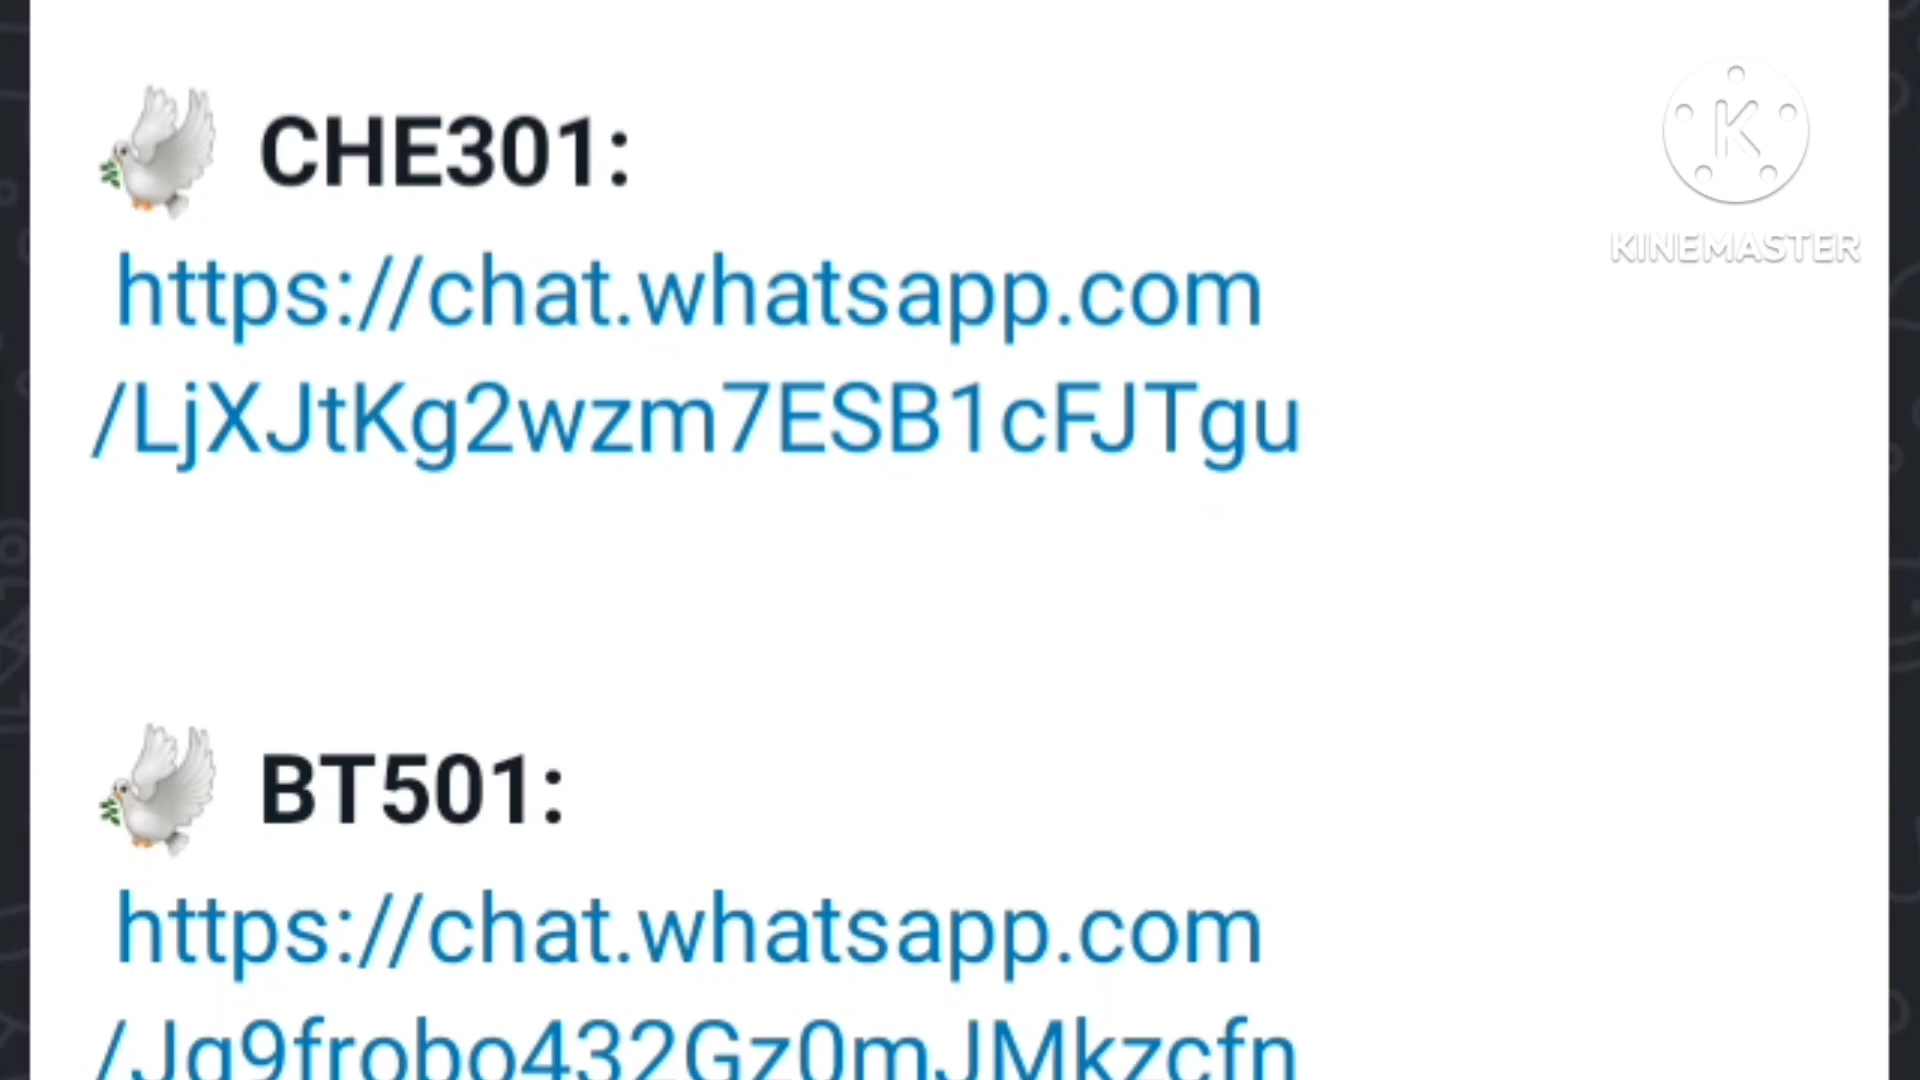 🕊️ CHE301:
https://chat.whatsapp.com
/LjXJtKg2wzm7ESB1cFJTgu
🕊️ BT501:
https://chat.whatsapp.com
KINEMASTER